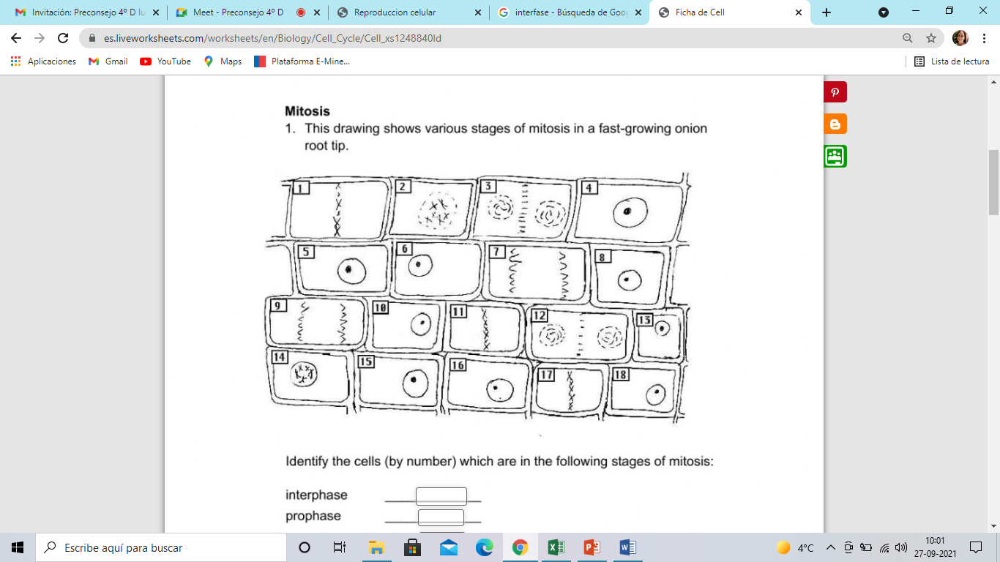 Invitación: Preconsejo 4º D lu
Meet - Preconsejo 4º D
Reproduccion celular
interfase - Búsqueda de Goo
Ficha de Cell
es.liveworksheets.com/worksheets/en/Biology/Cell_Cycle/Cell_xs1248840ld
Aplicaciones
Gmail
YouTube
Maps
Plataforma E-Mine...
Lista de lectura
Mitosis
1. This drawing shows various stages of mitosis in a fast-growing onion
root tip.
1 2 3 4
5 6 7 8
9 10 11 12 13
14 15 16 17 18
Identify the cells (by number) which are in the following stages of mitosis:
interphase
prophase
Escribe aquí para buscar
4°C
10:01
27-09-2021